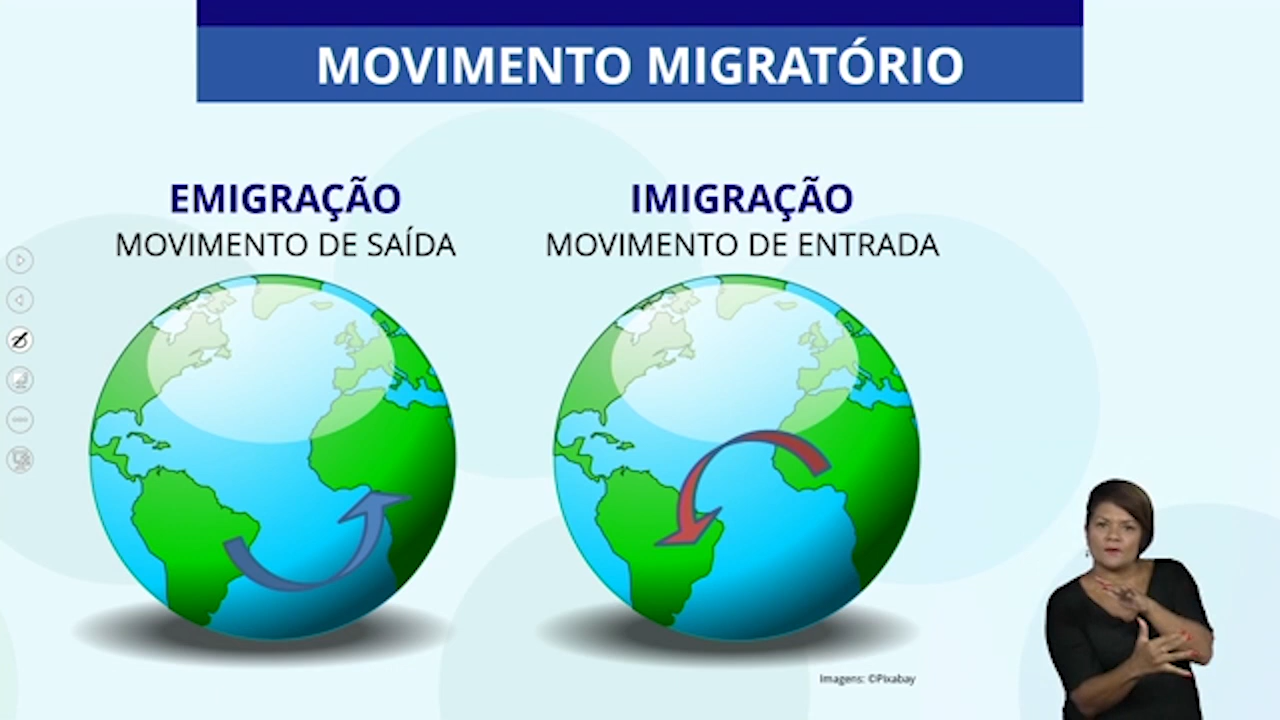 MOVIMENTO MIGRATÓRIO
EMIGRAÇÃO
MOVIMENTO DE SAÍDA
IMIGRAÇÃO
MOVIMENTO DE ENTRADA
Imagens: ©Pixabay